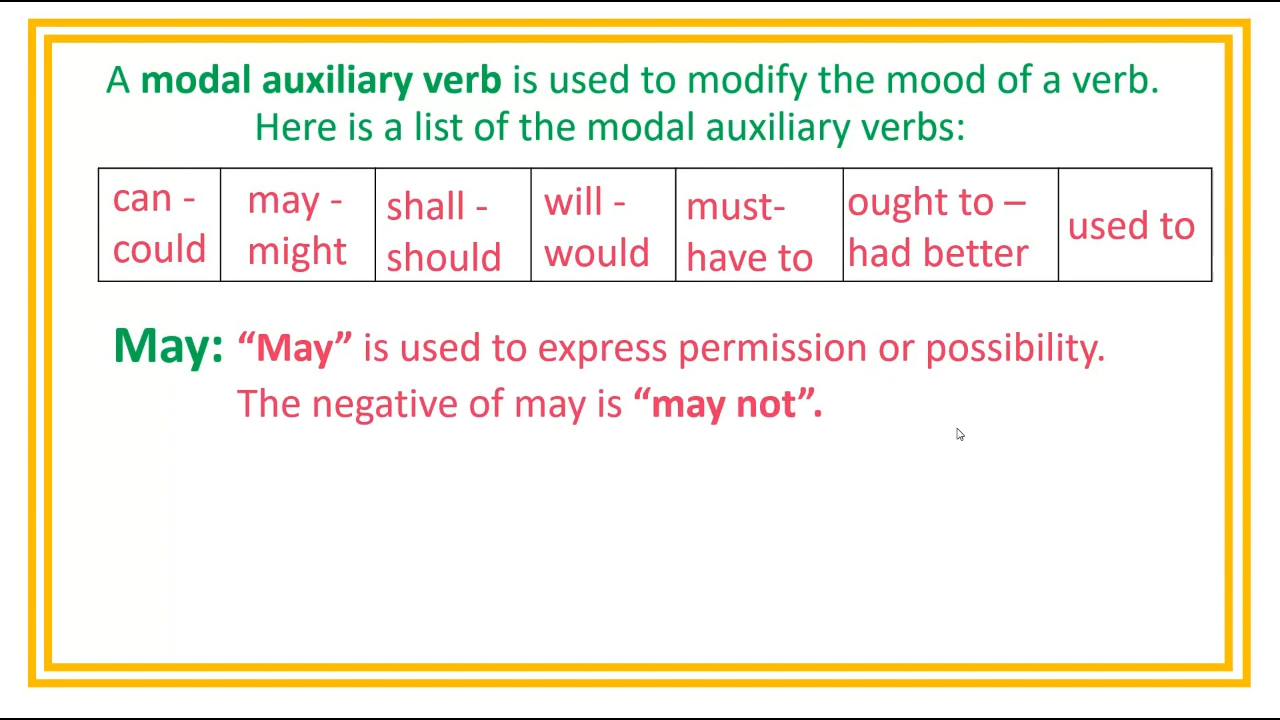 A modal auxiliary verb is used to modify the mood of a verb.
Here is a list of the modal auxiliary verbs:
can -
could
may -
might
shall -
should
will -
would
must-
have to
ought to –
had better
used to
May: “May” is used to express permission or possibility.
The negative of may is “may not”.